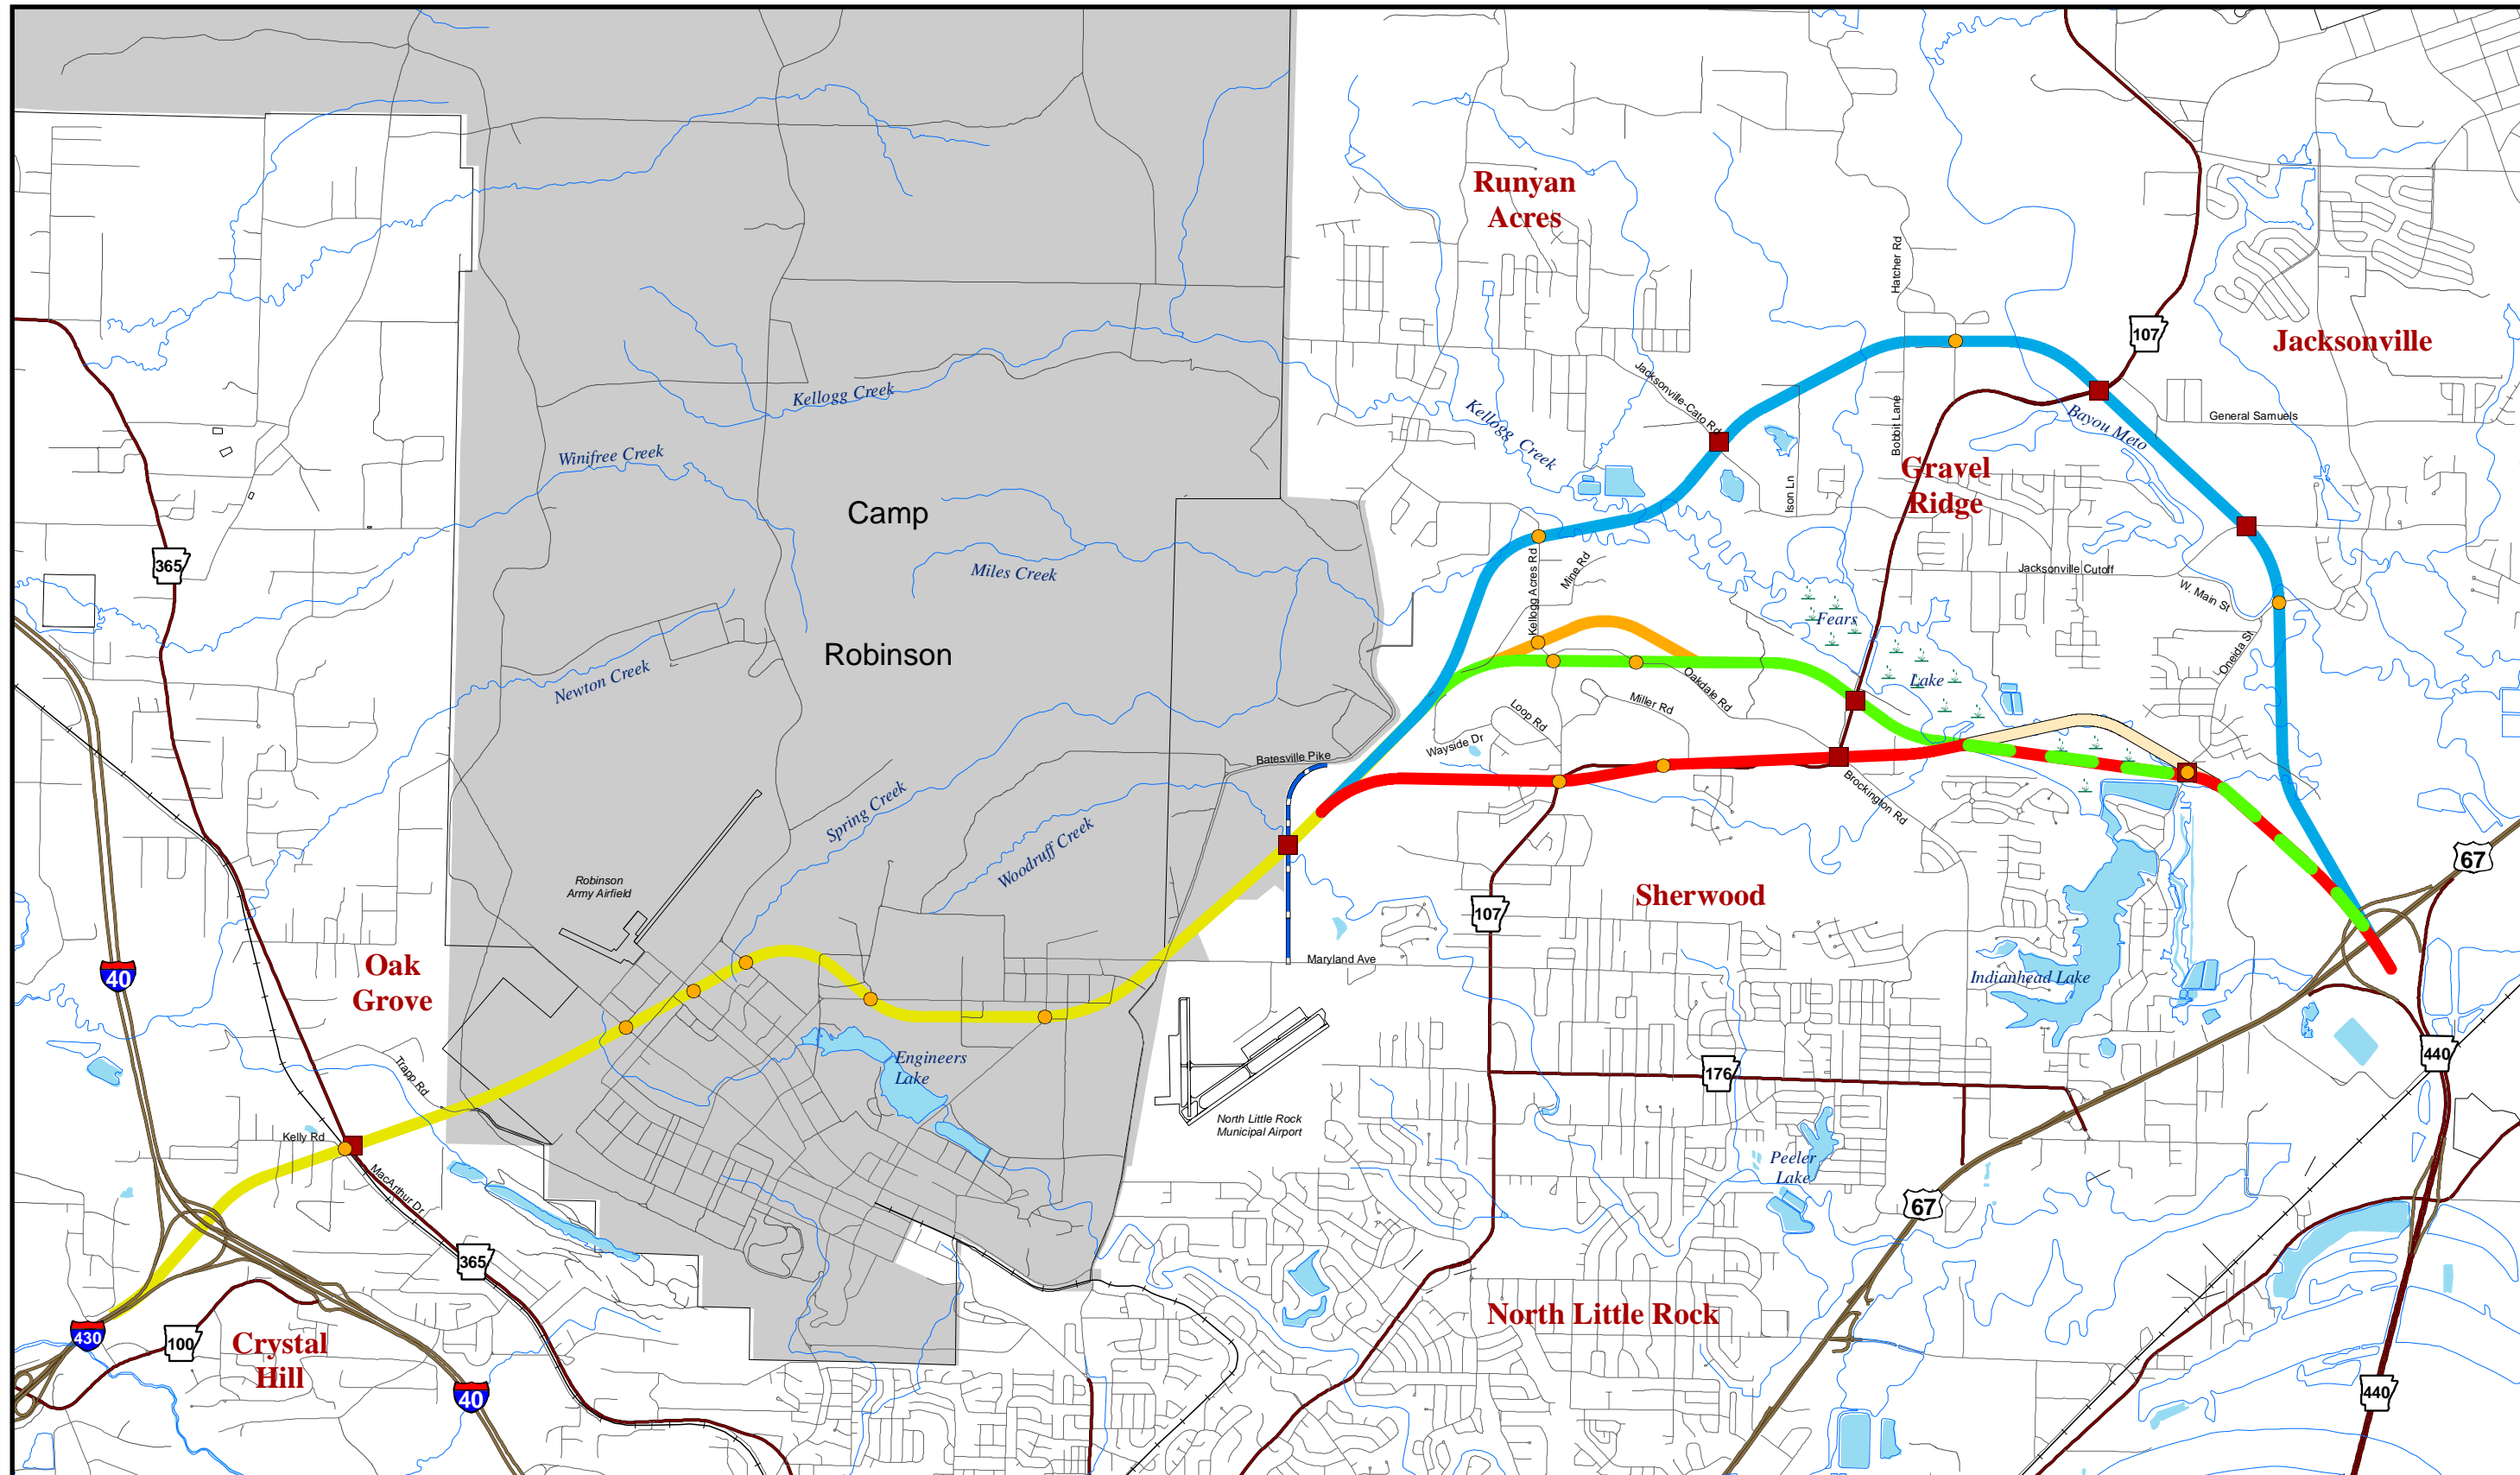 Runyan
Acres
Hatcher Rd
107
Jacksonville
Jacksonville-Cato Rd
Kellogg Creek
Kellogg Creek
Bobbit Lane
Bayou Meto
General Samuels
Winifree Creek
Gravel
Ridge
Ison Ln
Camp
365
Miles Creek
Kellogg Acres Rd
Mine Rd
Jacksonville Cutoff
W. Main St
Fears
Robinson
Newton Creek
Oneida St
Lake
Oakdale Rd
Miller Rd
Loop Rd
Wayside Dr
Batesville Pike
Spring Creek
Brockington Rd
Woodruff Creek
67
Robinson
Army Airfield
Sherwood
107
Oak
Grove
40
Maryland Ave
Indianhead Lake
Engineers
Lake
440
176
Trapp Rd
North Little Rock
Municipal Airport
Kelly Rd
MacArthur Dr
Peeler
Lake
67
365
North Little Rock
430
100
Crystal
Hill
40
440